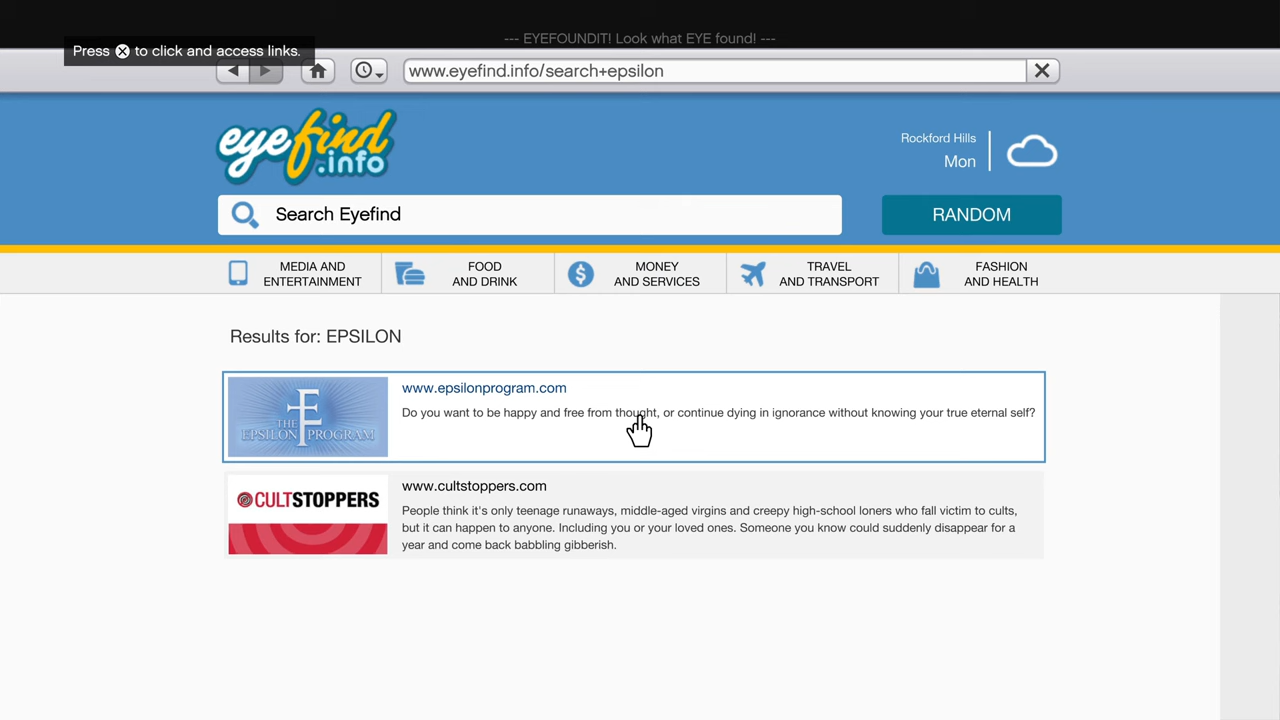 --- EYEFOUNDIT! Look what EYE found! ---
Press ⓧ to click and access links.
www.eyefind.info/search+epsilon
eyefind
.info
Rockford Hills
Mon
Search Eyefind
RANDOM
MEDIA AND
ENTERTAINMENT
FOOD
AND DRINK
MONEY
AND SERVICES
TRAVEL
AND TRANSPORT
FASHION
AND HEALTH
Results for: EPSILON
THE
EPSILON PROGRAM
www.epsilonprogram.com
Do you want to be happy and free from thought, or continue dying in ignorance without knowing your true eternal self?
CULTSTOPPERS
www.cultstoppers.com
People think it's only teenage runaways, middle-aged virgins and creepy high-school loners who fall victim to cults,
but it can happen to anyone. Including you or your loved ones. Someone you know could suddenly disappear for a
year and come back babbling gibberish.